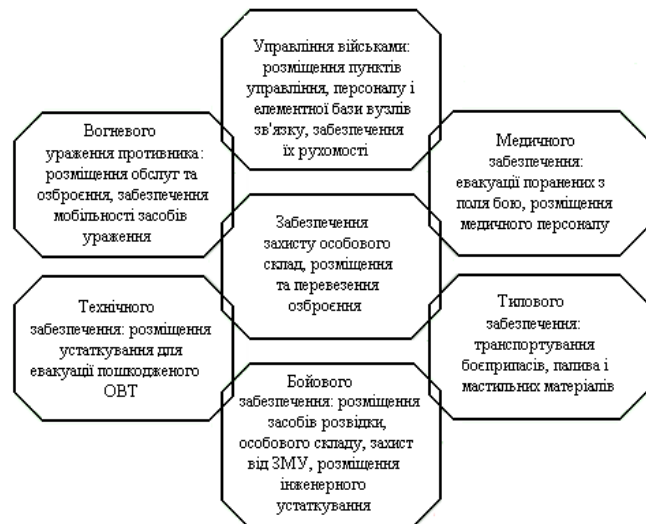 Управління військами:
розміщення пунктів
управління, персоналу і
елементної бази вузлів
зв'язку, забезпечення
їх рухомості
Вогневого
ураження противника:
розміщення обслуг та
озброєння, забезпечення
мобільності засобів
ураження
Медичного
забезпечення:
евакуації поранених з
поля бою, розміщення
медичного персоналу
Забезпечення
захисту особового
склад, розміщення
та перевезення
озброєння
Технічного
забезпечення: розміщення
устаткування для
евакуації пошкодженого
ОВТ
Типового
забезпечення:
транспортування
боєприпасів, палива і
мастильних матеріалів
Бойового
забезпечення: розміщення
засобів розвідки,
особового складу, захист
від ЗМУ, розміщення
інженерного
устаткування